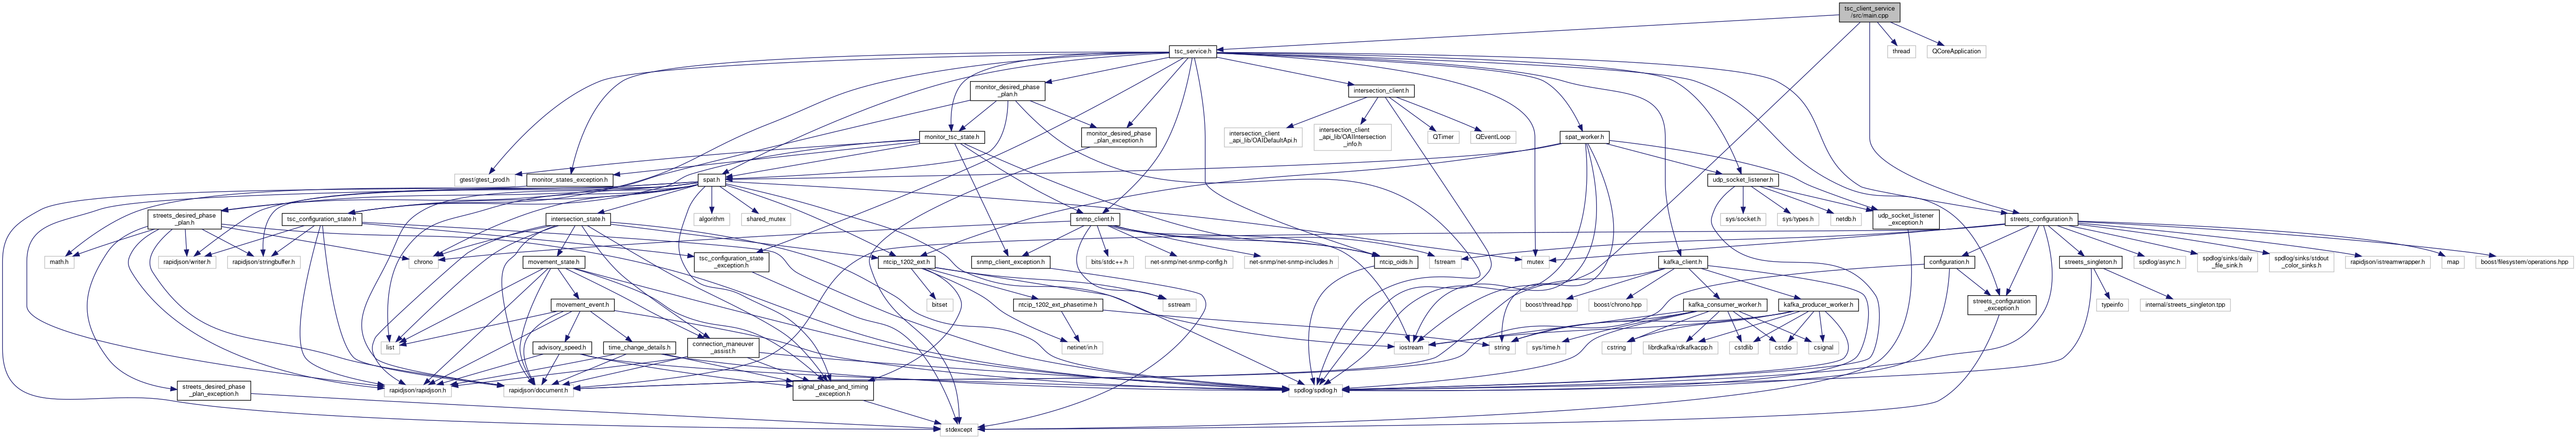 tsc_client_service
/src/main.cpp
tsc_service.h
thread
QCoreApplication
monitor_desired_phase
_plan.h
intersection_client.h
monitor_tsc_state.h
monitor_desired_phase
_plan_exception.h
intersection_client
_api_lib/OAIDefaultApi.h
intersection_client
_api_lib/OAIIntersection
_info.h
QTimer
QEventLoop
spat_worker.h
gtest/gtest_prod.h
monitor_states_exception.h
spat.h
udp_socket_listener.h
streets_desired_phase
_plan.h
tsc_configuration_state.h
intersection_state.h
algorithm
shared_mutex
snmp_client.h
sys/socket.h
sys/types.h
netdb.h
udp_socket_listener
_exception.h
streets_configuration.h
math.h
rapidjson/writer.h
rapidjson/stringbuffer.h
chrono
movement_state.h
tsc_configuration_state
_exception.h
ntcip_1202_ext.h
snmp_client_exception.h
bits/stdc++.h
net-snmp/net-snmp-config.h
net-snmp/net-snmp-includes.h
ntcip_oids.h
fstream
mutex
kafka_client.h
configuration.h
streets_singleton.h
spdlog/async.h
spdlog/sinks/daily
_file_sink.h
spdlog/sinks/stdout
_color_sinks.h
rapidjson/istreamwrapper.h
map
boost/filesystem/operations.hpp
movement_event.h
bitset
ntcip_1202_ext_phasetime.h
sstream
boost/thread.hpp
boost/chrono.hpp
kafka_consumer_worker.h
kafka_producer_worker.h
streets_configuration
_exception.h
typeinfo
internal/streets_singleton.tpp
list
advisory_speed.h
time_change_details.h
connection_maneuver
_assist.h
netinet/in.h
iostream
string
sys/time.h
cstring
librdkafka/rdkafkacpp.h
cstdlib
cstdio
csignal
streets_desired_phase
_plan_exception.h
rapidjson/rapidjson.h
rapidjson/document.h
signal_phase_and_timing
_exception.h
spdlog/spdlog.h
stdexcept